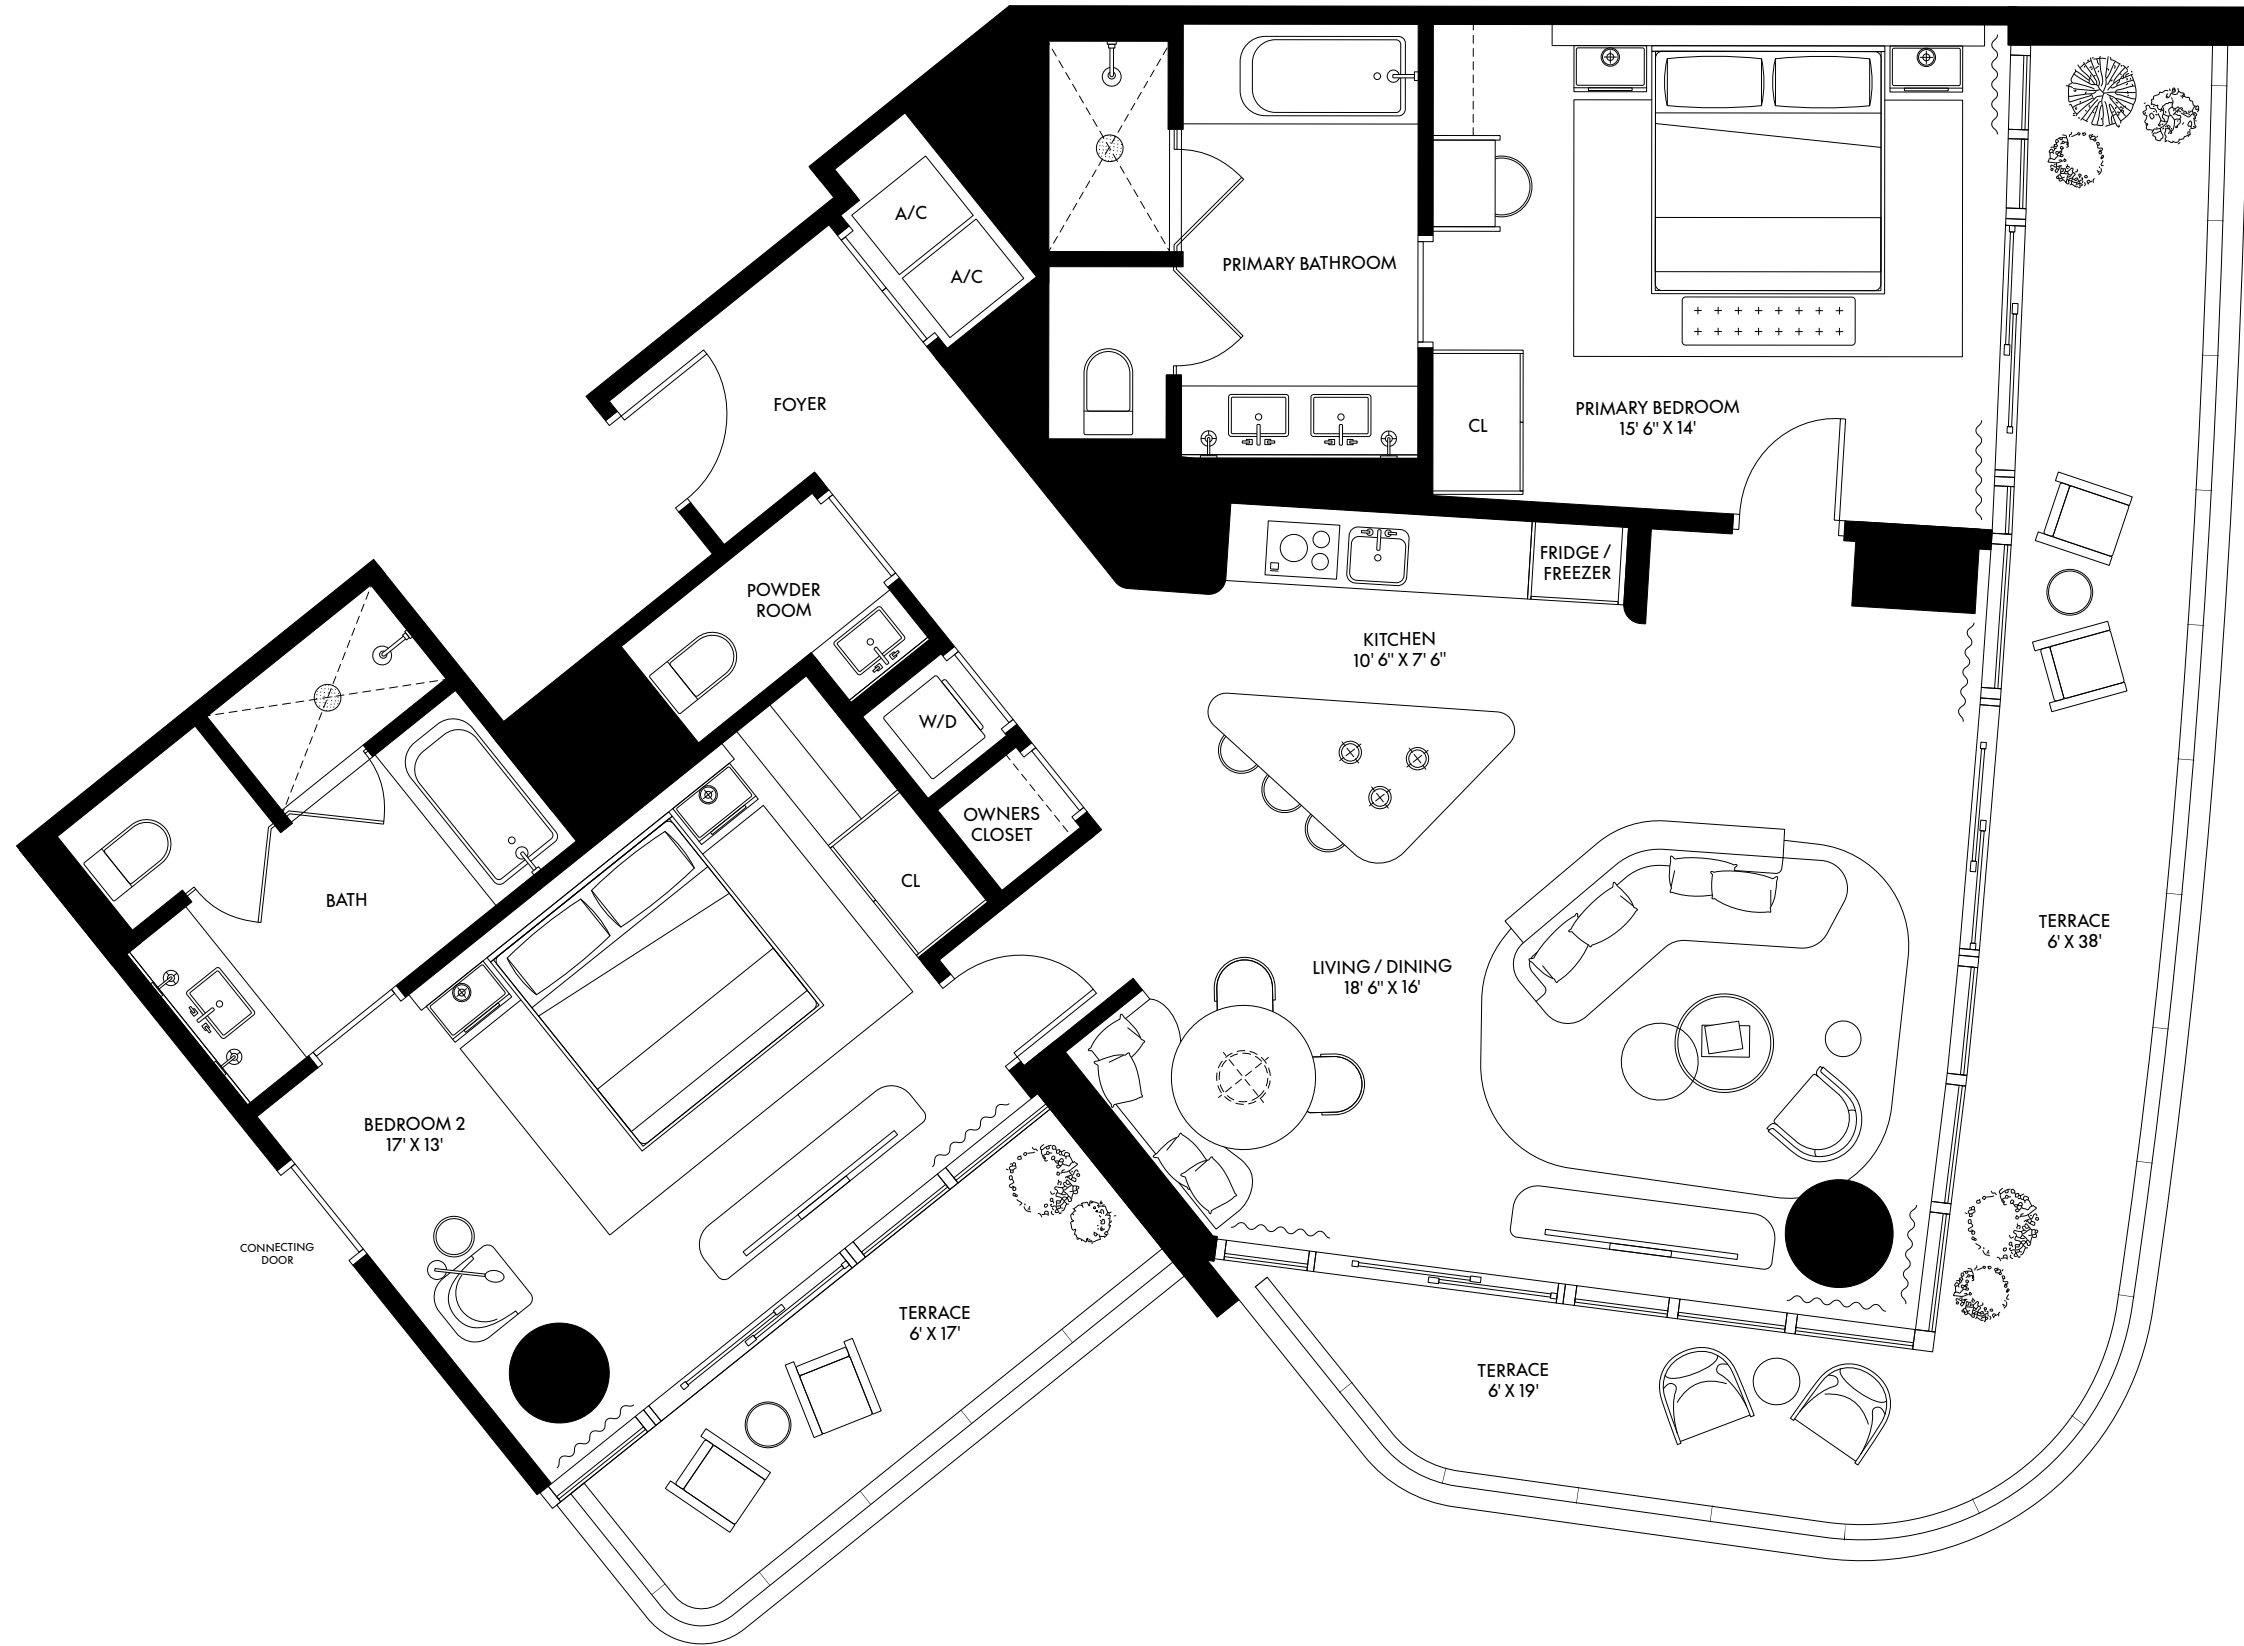 A/C
A/C
PRIMARY BATHROOM
FOYER
PRIMARY BEDROOM
15' 6" X 14'
CL
FRIDGE /
FREEZER
POWDER
ROOM
KITCHEN
10' 6" X 7' 6"
W/D
OWNERS
CLOSET
CL
BATH
TERRACE
6' X 38'
LIVING / DINING
18' 6" X 16'
BEDROOM 2
17' X 13'
CONNECTING
DOOR
TERRACE
6' X 17'
TERRACE
6' X 19'